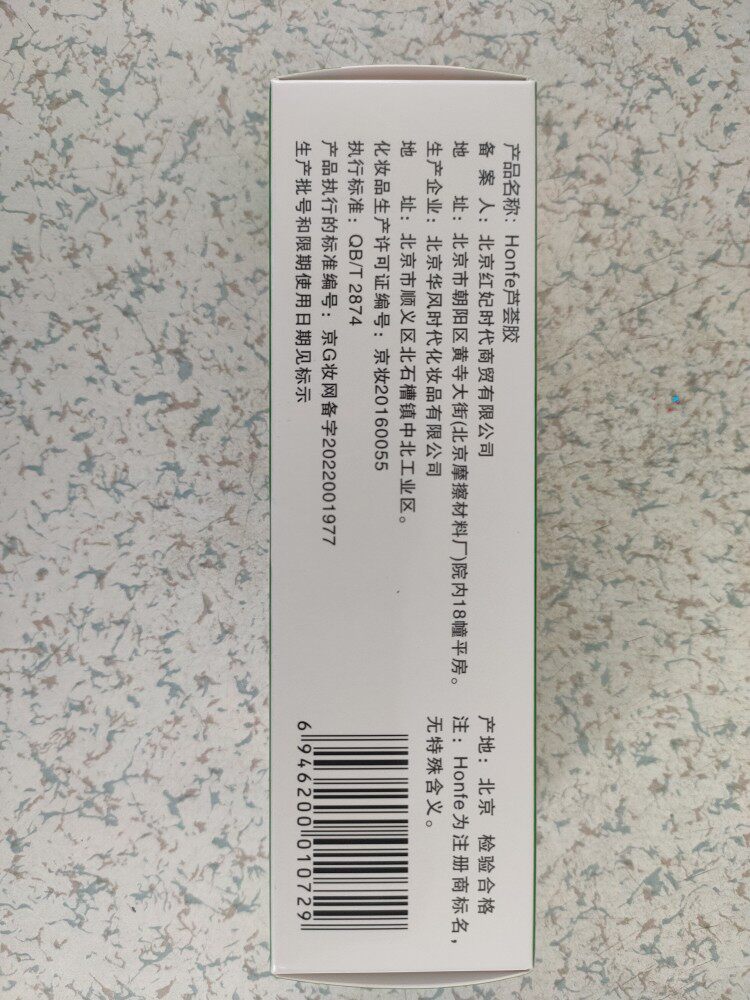 产品名称：Honfe芦荟胶
备 案 人：北京红妃时代商贸有限公司
地 址：北京市朝阳区黄寺大街(北京摩擦材料厂)院内18幢平房。
生产企业：北京华风时代化妆品有限公司
地 址：北京市顺义区北石槽镇中北工业区。
化妆品生产许可证编号：京妆20160055
执行标准：QB/T 2874
产品执行的标准编号：京G妆网备字2022001977
生产批号和限期使用日期见标示
产地：北京 检验合格
注：Honfe为注册商标名，
无特殊含义。
6 946200 010729